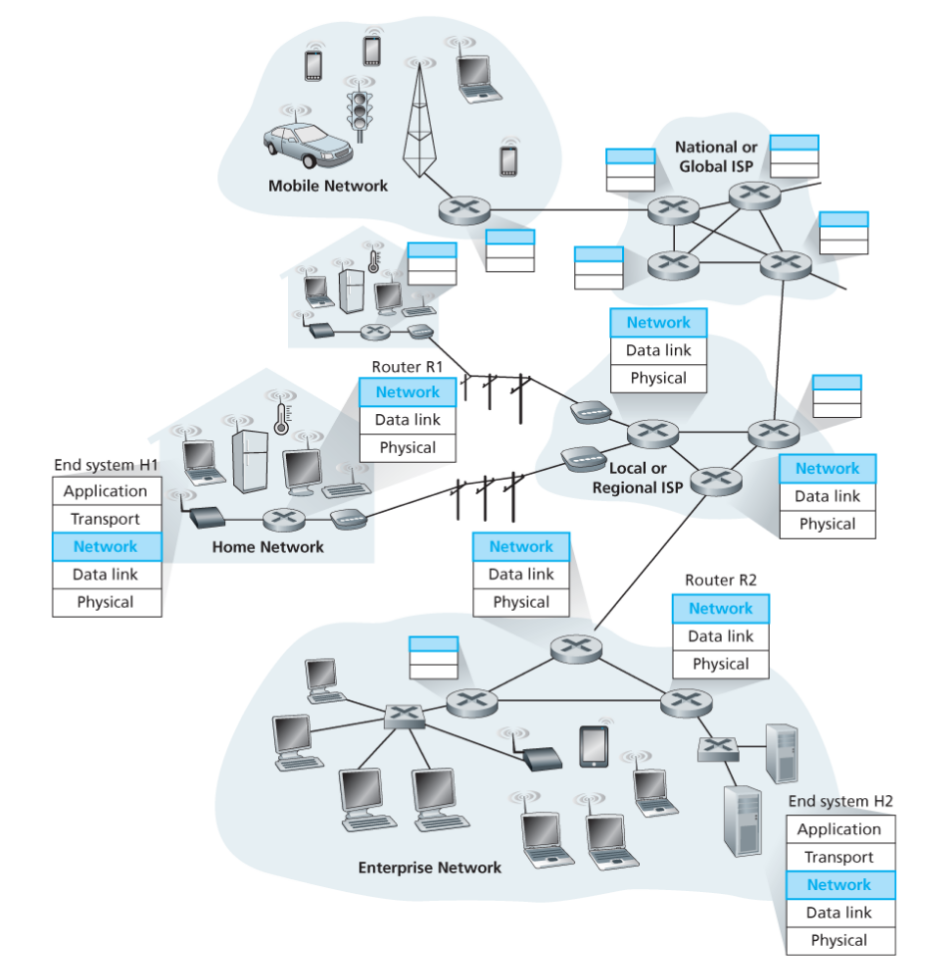 Mobile Network
National or
Global ISP
Network
Data link
Physical
Router R1
Network
Data link
Physical
End system H1
Application
Transport
Network
Data link
Physical
Home Network
Local or
Regional ISP
Network
Data link
Physical
Network
Data link
Physical
Router R2
Network
Data link
Physical
Enterprise Network
End system H2
Application
Transport
Network
Data link
Physical